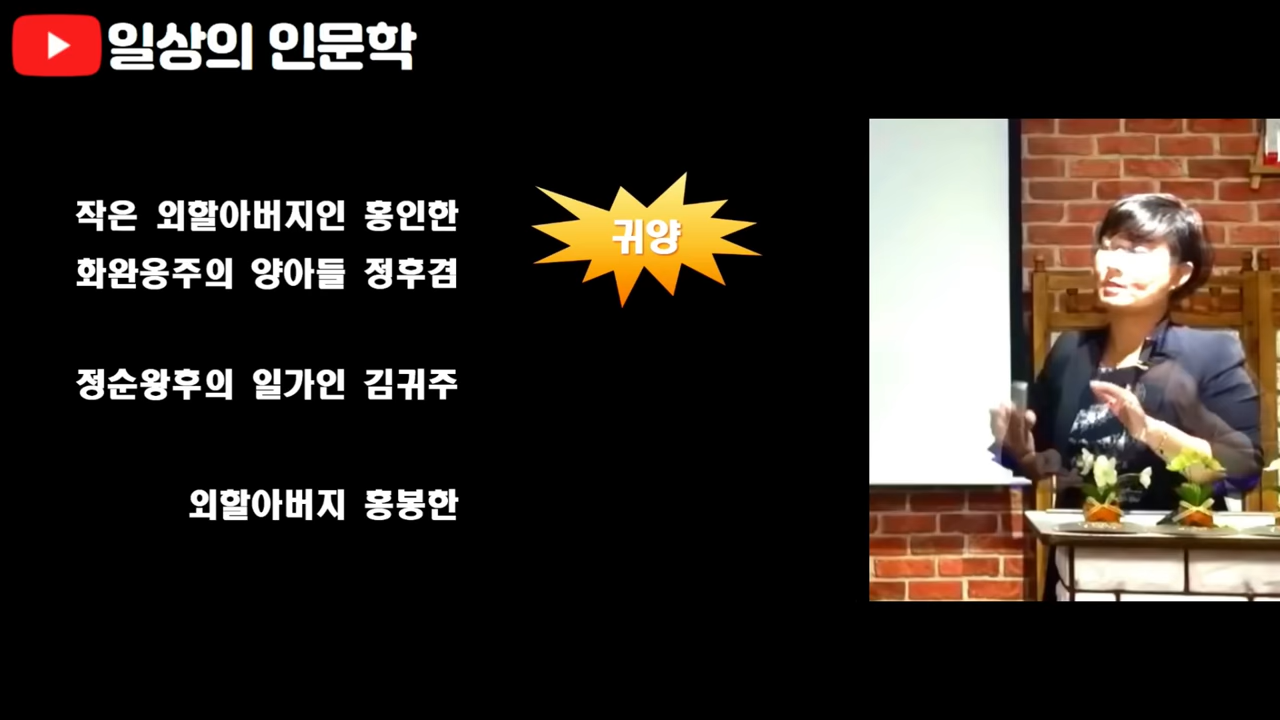 일상의 인문학
작은 외할아버지인 홍인한
화완옹주의 양아들 정후겸
귀양
정순왕후의 일가인 김귀주
외할아버지 홍봉한